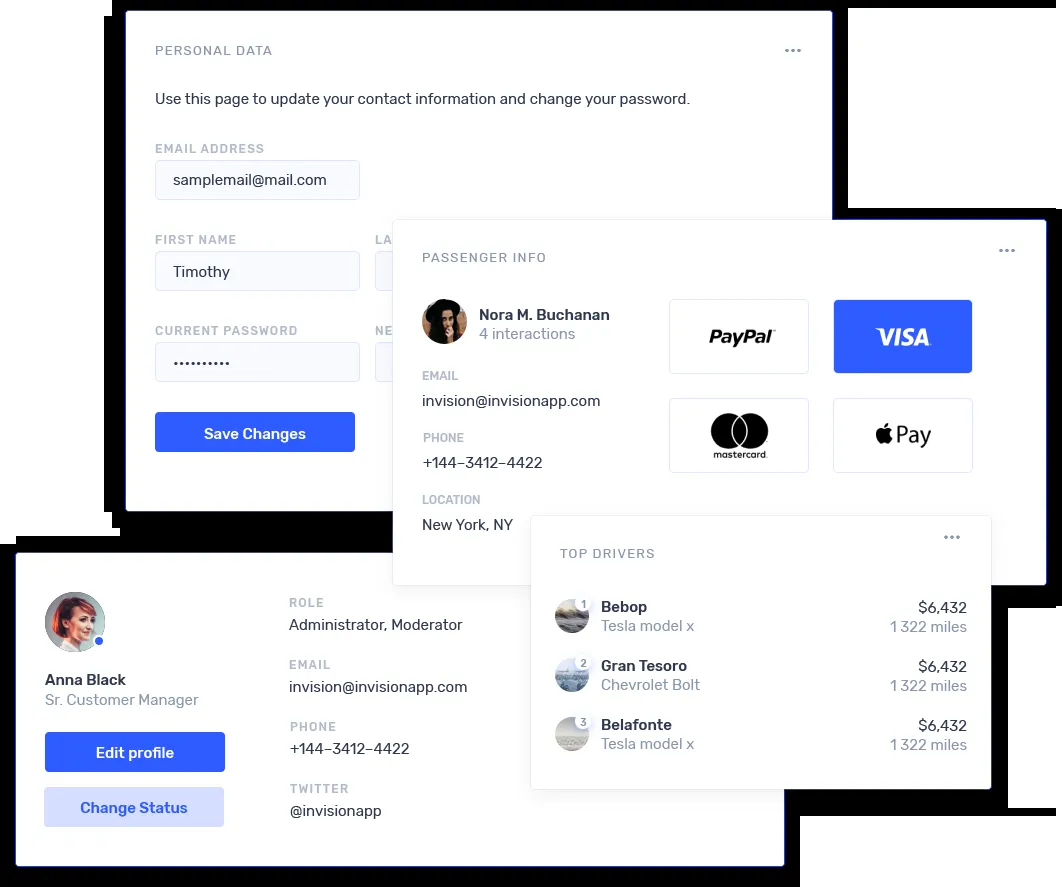 PERSONAL DATA
Use this page to update your contact information and change your password.
EMAIL ADDRESS
samplemail@mail.com
FIRST NAME
LA
Timothy
CURRENT PASSWORD
NE
••••••••••
Save Changes
PASSENGER INFO
Nora M. Buchanan
4 interactions
EMAIL
invision@invisionapp.com
PHONE
+144–3412–4422
LOCATION
New York, NY
PayPal
VISA
mastercard
Pay
TOP DRIVERS
1
Bebop
$6,432
Tesla model x
1 322 miles
2
Gran Tesoro
$6,432
Chevrolet Bolt
1 322 miles
3
Belafonte
$6,432
Tesla model x
1 322 miles
Anna Black
Sr. Customer Manager
Edit profile
Change Status
ROLE
Administrator, Moderator
EMAIL
invision@invisionapp.com
PHONE
+144–3412–4422
TWITTER
@invisionapp